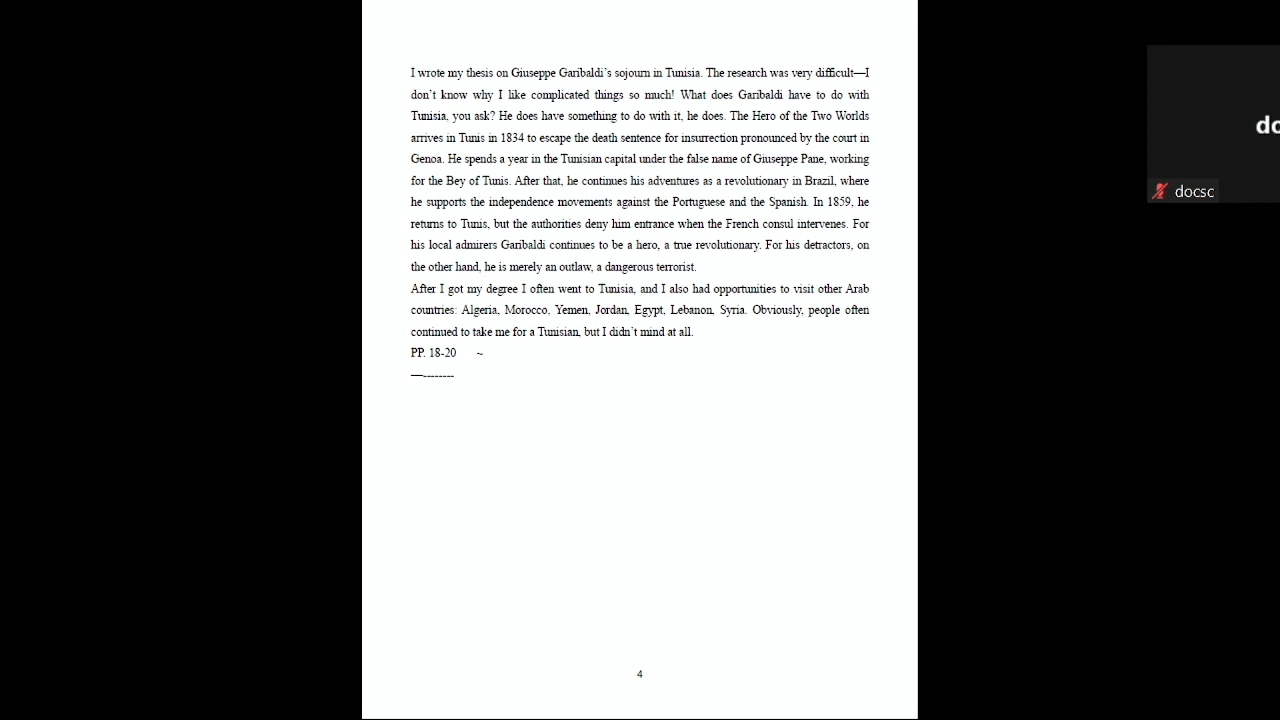 I wrote my thesis on Giuseppe Garibaldi’s sojourn in Tunisia. The research was very difficult—I
don’t know why I like complicated things so much! What does Garibaldi have to do with
Tunisia, you ask? He does have something to do with it, he does. The Hero of the Two Worlds
arrives in Tunis in 1834 to escape the death sentence for insurrection pronounced by the court in
Genoa. He spends a year in the Tunisian capital under the false name of Giuseppe Pane, working
for the Bey of Tunis. After that, he continues his adventures as a revolutionary in Brazil, where
he supports the independence movements against the Portuguese and the Spanish. In 1859, he
returns to Tunis, but the authorities deny him entrance when the French consul intervenes. For
his local admirers Garibaldi continues to be a hero, a true revolutionary. For his detractors, on
the other hand, he is merely an outlaw, a dangerous terrorist.
After I got my degree I often went to Tunisia, and I also had opportunities to visit other Arab
countries: Algeria, Morocco, Yemen, Jordan, Egypt, Lebanon, Syria. Obviously, people often
continued to take me for a Tunisian, but I didn’t mind at all.
PP. 18-20 ~
—--------
4
do
docsc